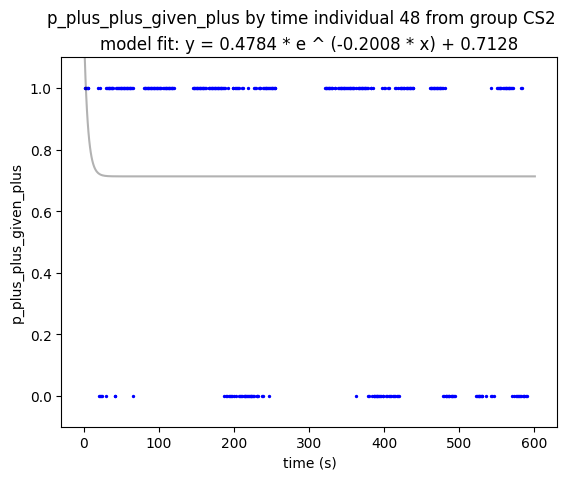 p_plus_plus_given_plus by time individual 48 from group CS2
model fit: y = 0.4784 * e ^ (-0.2008 * x) + 0.7128
1.0
0.8
0.6
0.4
0.2
0.0
p_plus_plus_given_plus
0 100 200 300 400 500 600
time (s)